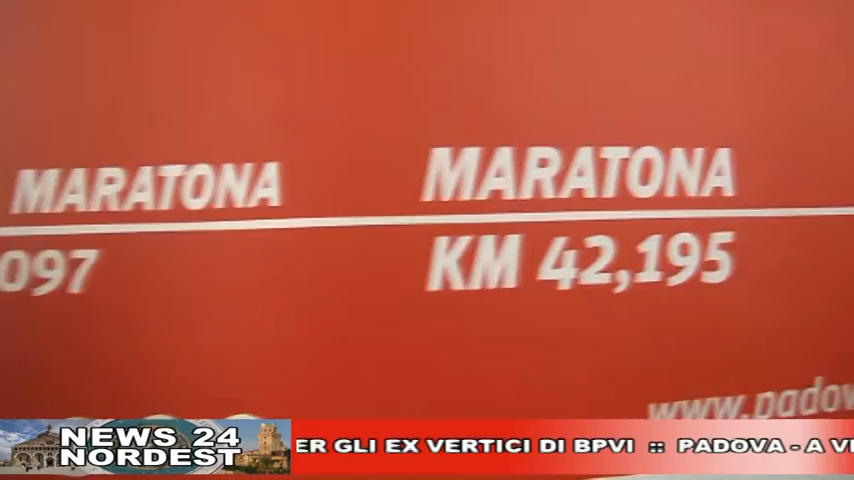 MARATONA MARATONA
097 KM 42,195
www.padov
NEWS 24
NORDEST
ER GLI EX VERTICI DI BPVI :: PADOVA - A